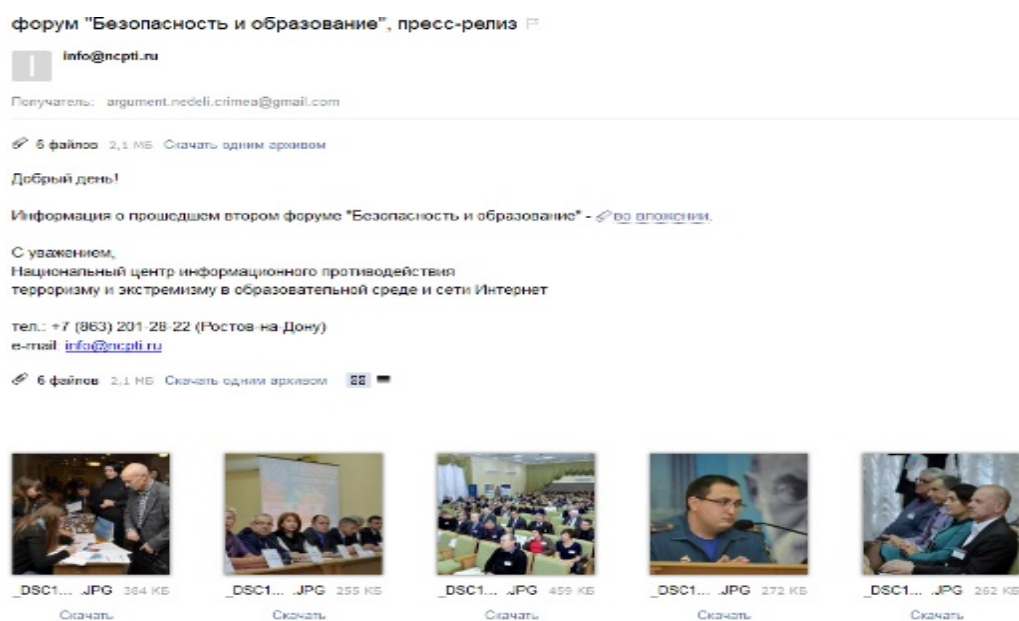 форум "Безопасность и образование", пресс-релиз
I
info@ncpti.ru
Получатель: argument.nedeli.crimea@gmail.com
6 файлов 2,1 МБ Скачать одним архивом
Добрый день!
Информация о прошедшем втором форуме "Безопасность и образование" - во вложении.
С уважением,
Национальный центр информационного противодействия
терроризму и экстремизму в образовательной среде и сети Интернет
тел.: +7 (863) 201-28-22 (Ростов-на-Дону)
e-mail: info@ncpti.ru
6 файлов 2,1 МБ Скачать одним архивом
_DSC1... .JPG 364 КБ _DSC1... .JPG 255 КБ _DSC1... .JPG 459 КБ _DSC1... .JPG 272 КБ _DSC1... .JPG 262 КБ
Скачать Скачать Скачать Скачать Скачать